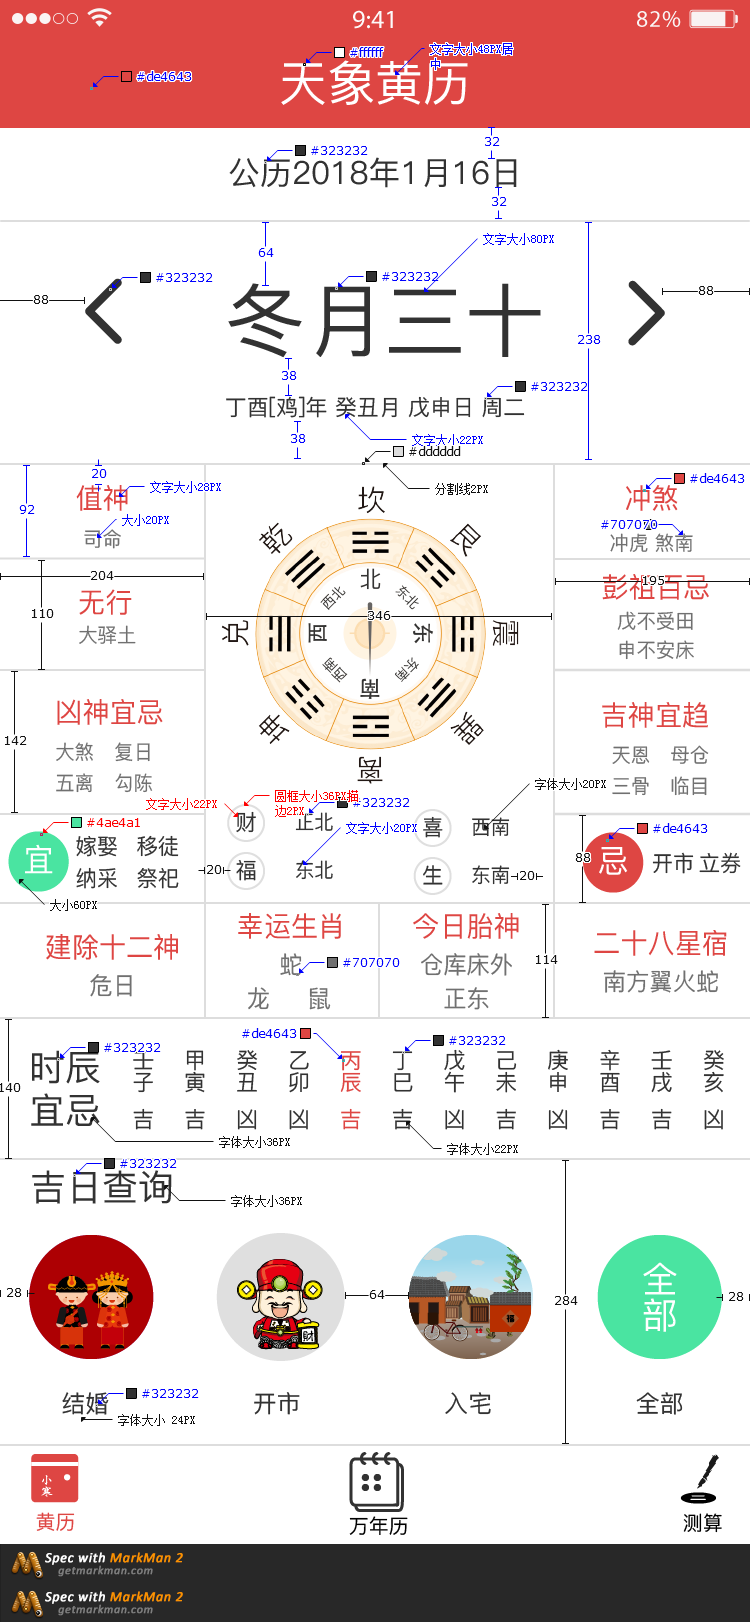 9:41
82%
#ffffff
文字大小48PX居中
#de4643
天象黄历
#323232
32
公历2018年1月16日
32
64
文字大小80PX
#323232
#323232
88
88
冬月三十
238
38
#323232
丁酉[鸡]年 癸丑月 戊申日 周二
文字大小22PX
38
#dddddd
分割线2PX
20
92
值神
文字大小28PX
大小20PX
司命
坎
乾
艮
冲煞
#de4643
#707070
冲虎 煞南
204
110
无行
大驿土
北
西北
东北
兑
西
346
东
震
西南
东南
南
坤
巽
离
彭祖百忌
195
戊不受田
申不安床
142
凶神宜忌
大煞 复日
五离 勾陈
吉神宜趋
天恩 母仓
三骨 临目
字体大小20PX
文字大小22PX
圆框大小36PX描边2PX
#323232
#4ae4a1
宜
嫁娶 移徒
纳采 祭祀
大小60PX
财
正北
文字大小20PX
喜
西南
20
福
东北
生
东南
20
#de4643
88
忌
开市 立券
建除十二神
危日
幸运生肖
蛇
#707070
龙 鼠
今日胎神
仓库床外
正东
114
二十八星宿
南方翼火蛇
#de4643
#323232
#323232
140
时辰
宜忌
壬子 甲寅 癸丑 乙卯 丙辰 丁巳 戊午 己未 庚申 辛酉 壬戌 癸亥
吉 吉 凶 凶 吉 吉 凶 凶 凶 凶 凶 凶
字体大小36PX
字体大小22PX
#323232
吉日查询
字体大小36PX
28
财
64
284
全部
28
#323232
结婚
字体大小 24PX
开市
入宅
全部
小寒
黄历
万年历
测算
Spec with MarkMan 2
getmarkman.com
Spec with MarkMan 2
getmarkman.com